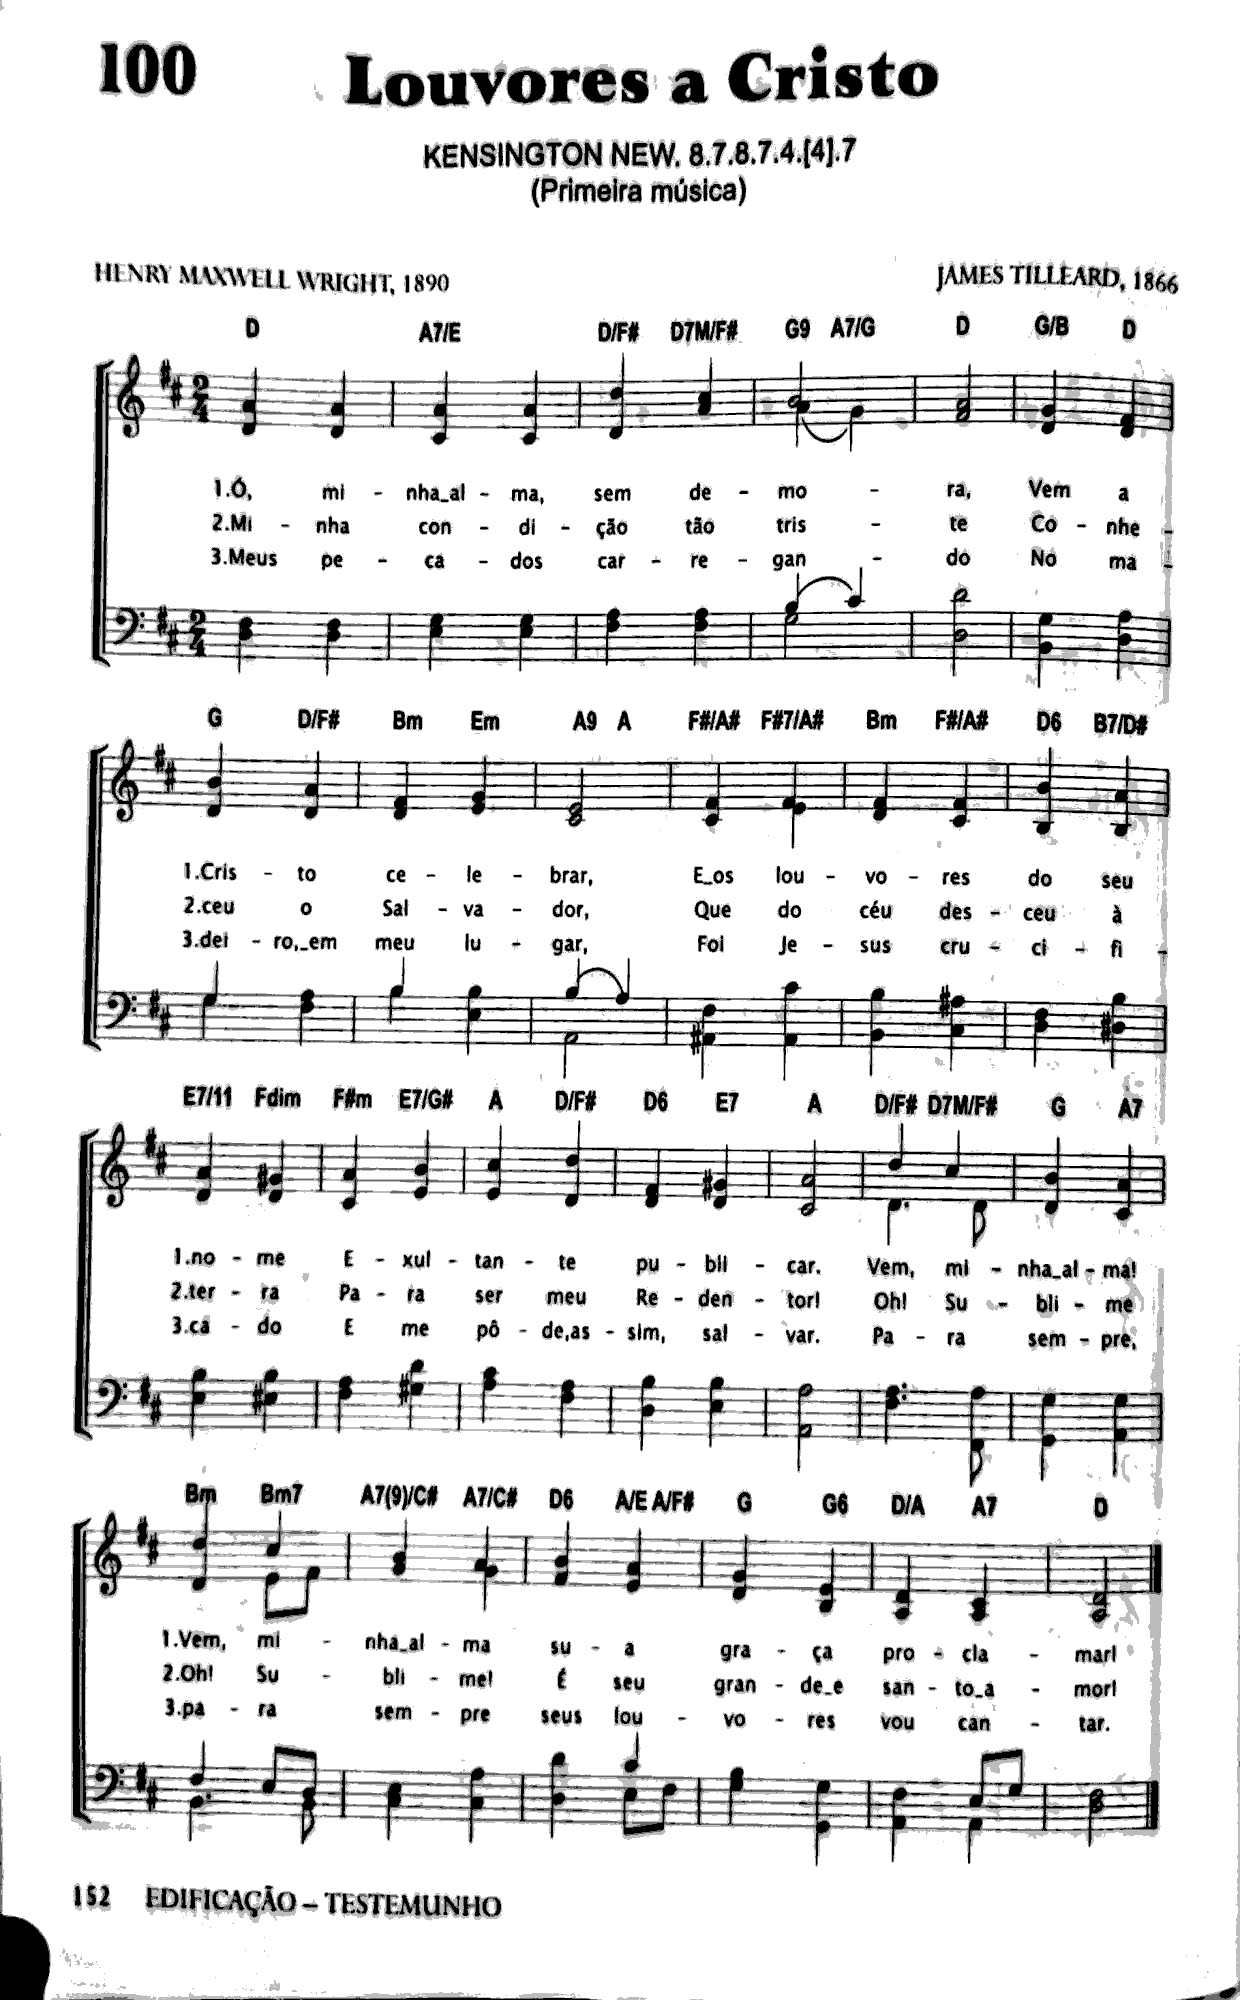 100
Louvores a Cristo
KENSINGTON NEW. 8.7.8.7.4.[4].7
(Primeira música)
HENRY MAXWELL WRIGHT, 1890
JAMES TILLEARD, 1866
D A7/E D/F# D7M/F# G9 A7/G D G/B D
1.Ó, mi - nha_al - ma, sem de - mo - ra, Vem a
2.Mi - nha con - di - ção tão tris - te Co - nhe -
3.Meus pe - ca - dos car - re - gan - do No ma -
G D/F# Bm Em A9 A F#/A# F#7/A# Bm F#/A# D6 B7/D#
1.Cris - to ce - le - brar, E_os lou - vo - res do seu
2.ceu o Sal - va - dor, Que do céu des - ceu à
3.dei - ro,_em meu lu - gar, Foi Je - sus cru - ci - fi -
E7/11 Fdim F#m E7/G# A D/F# D6 E7 A D/F# D7M/F# G A7
1.no - me E - xul - tan - te pu - bli - car. Vem, mi - nha_al - ma!
2.ter - ra Pa - ra ser meu Re - den - tor! Oh! Su - bli - me
3.ca - do E me pô - de,as - sim, sal - var. Pa - ra sem - pre,
Bm Bm7 A7(9)/C# A7/C# D6 A/E A/F# G G6 D/A A7 D
1.Vem, mi - nha_al - ma su - a gra - ça pro - cla - mar!
2.Oh! Su - bli - me! É seu gran - de_e san - to_a - mor!
3.pa - ra sem - pre seus lou - vo - res vou can - tar.
152 EDIFICAÇÃO – TESTEMUNHO